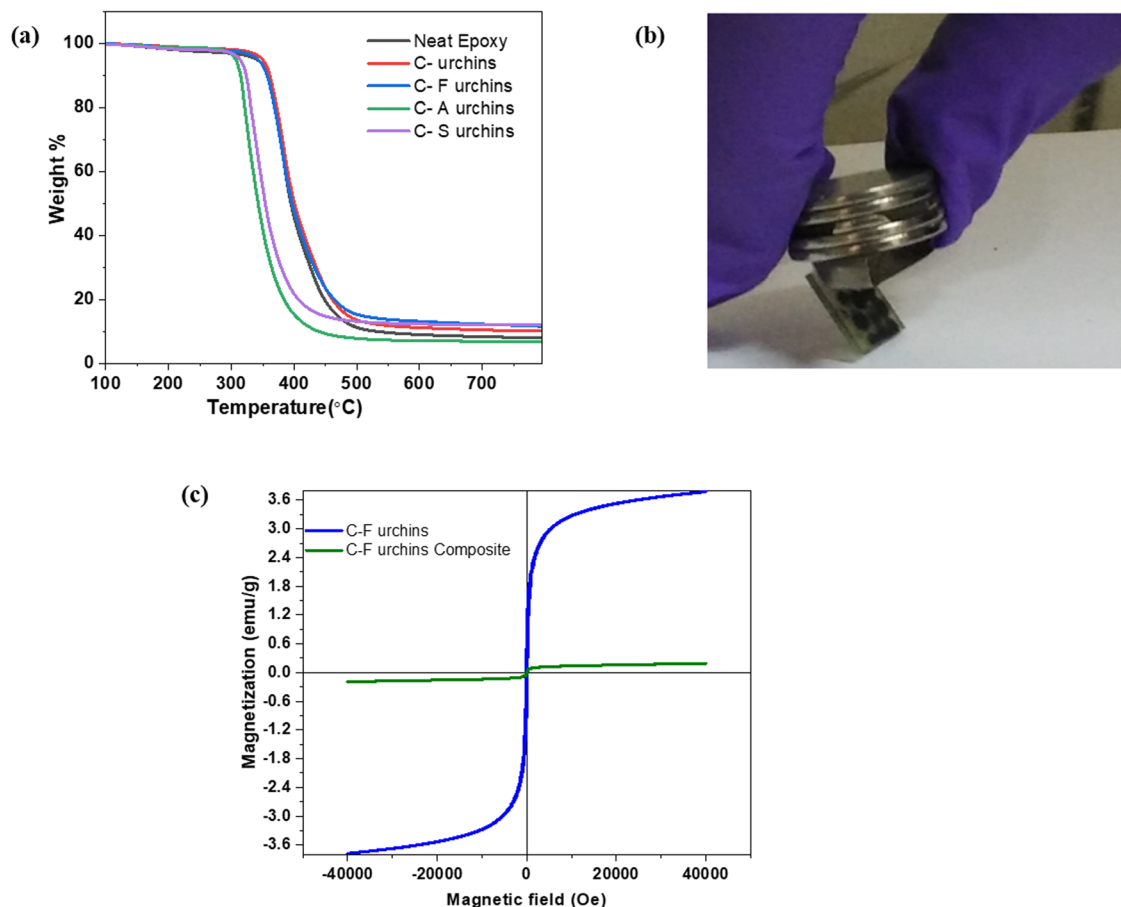 (a)
100
80
60
40
20
0
Weight %
Neat Epoxy
C- urchins
C- F urchins
C- A urchins
C- S urchins
100 200 300 400 500 600 700
Temperature(°C)
(b)
(c)
3.6
3.0
2.4
1.8
1.2
0.6
0.0
-0.6
-1.2
-1.8
-2.4
-3.0
-3.6
Magnetization (emu/g)
C-F urchins
C-F urchins Composite
-40000 -20000 0 20000 40000
Magnetic field (Oe)